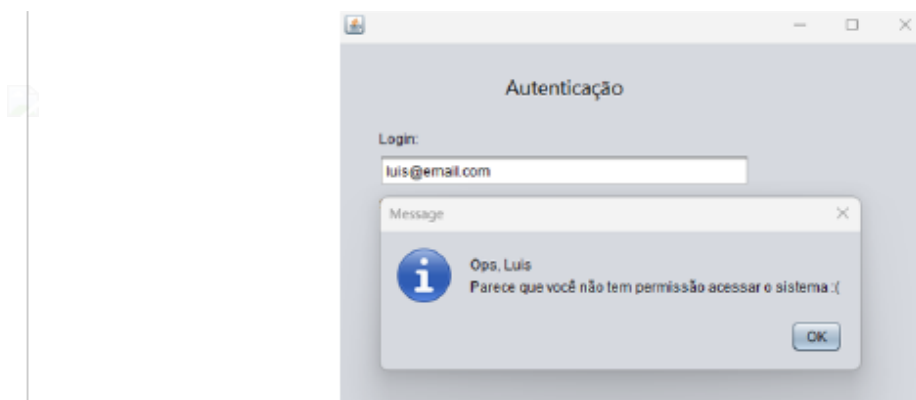 Autenticação
Login:
luis@email.com
Message
Ops, Luis
Parece que você não tem permissão acessar o sistema :(
OK